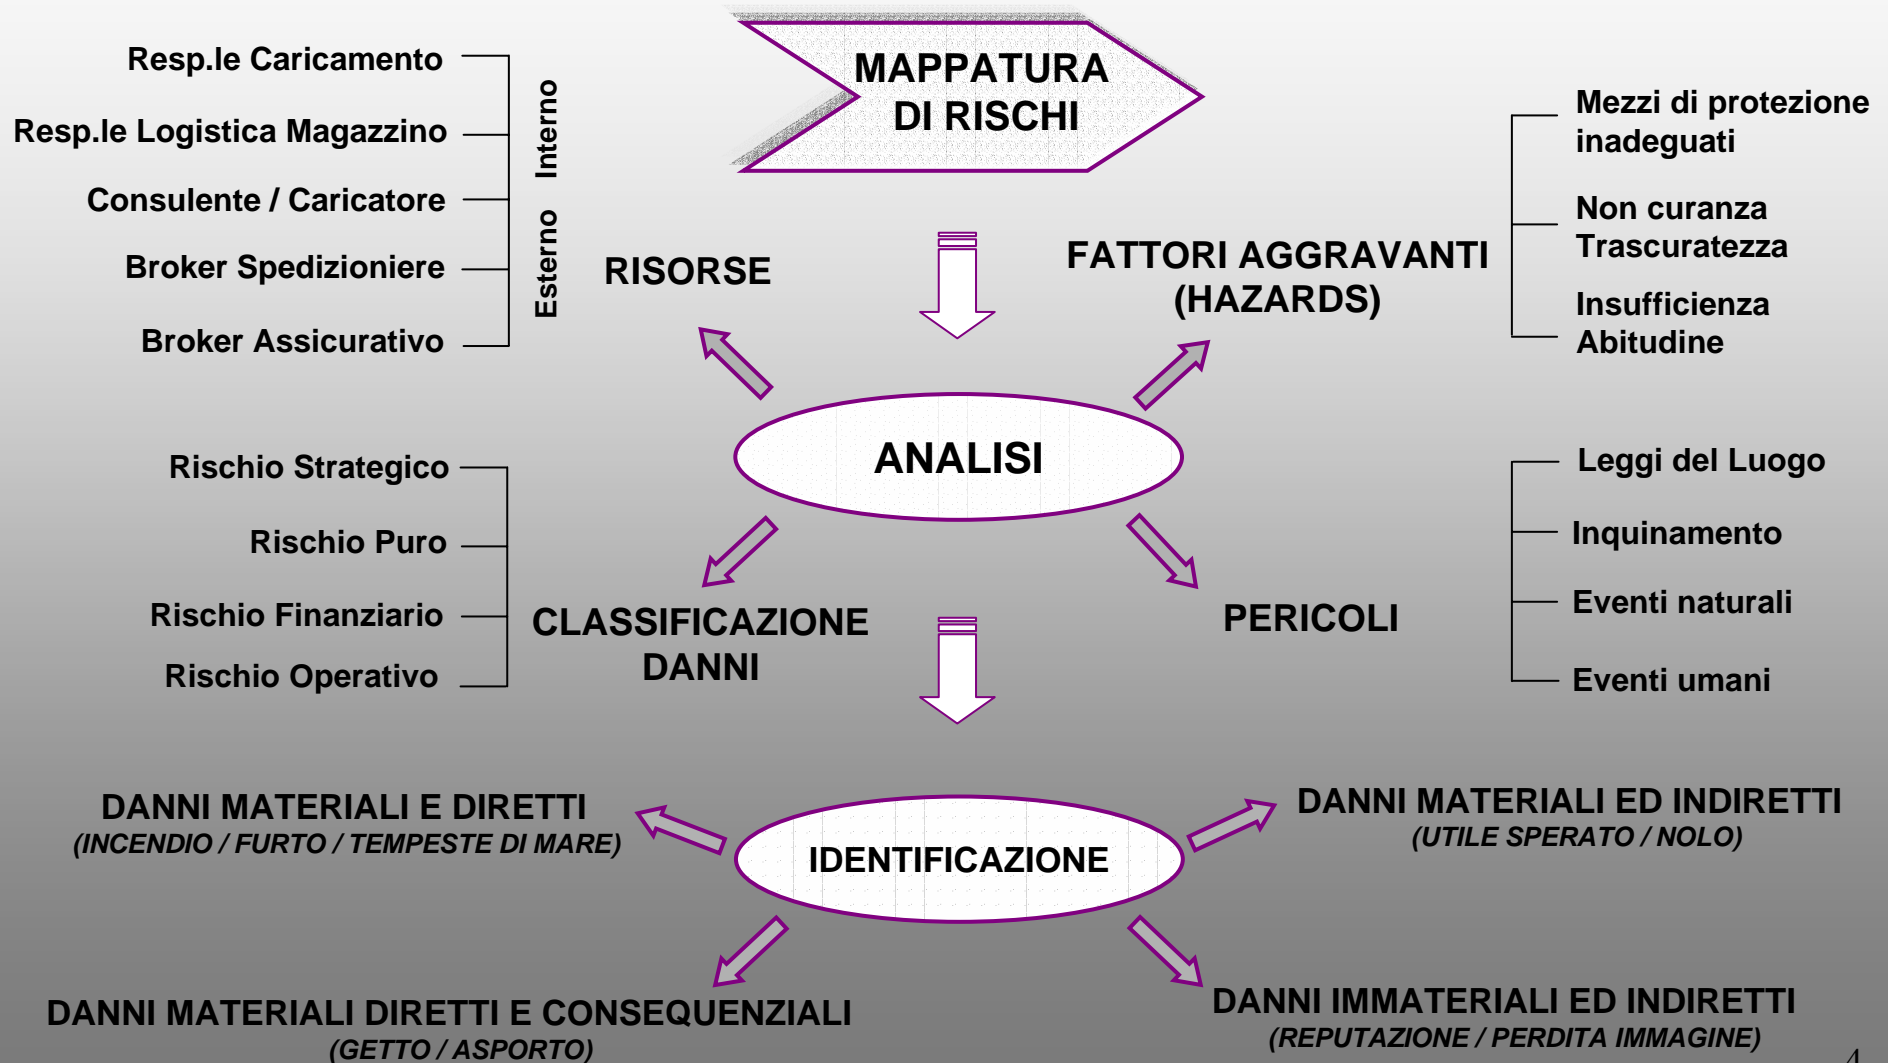 MAPPATURA
DI RISCHI
Resp.le Caricamento
Resp.le Logistica Magazzino
Consulente / Caricatore
Broker Spedizioniere
Broker Assicurativo
Interno
Esterno
RISORSE
FATTORI AGGRAVANTI
(HAZARDS)
Mezzi di protezione
inadeguati
Non curanza
Trascuratezza
Insufficienza
Abitudine
ANALISI
Rischio Strategico
Rischio Puro
Rischio Finanziario
Rischio Operativo
CLASSIFICAZIONE
DANNI
PERICOLI
Leggi del Luogo
Inquinamento
Eventi naturali
Eventi umani
DANNI MATERIALI E DIRETTI
(INCENDIO / FURTO / TEMPESTE DI MARE)
IDENTIFICAZIONE
DANNI MATERIALI ED INDIRETTI
(UTILE SPERATO / NOLO)
DANNI MATERIALI DIRETTI E CONSEQUENZIALI
(GETTO / ASPORTO)
DANNI IMMATERIALI ED INDIRETTI
(REPUTAZIONE / PERDITA IMMAGINE)
4